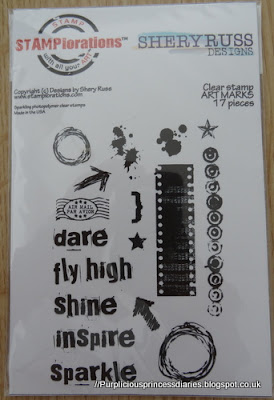 STAMP
STAMPlorations™
with all your ART
SHERY RUSS
DESIGNS
Copyright (c) Designs by Shery Russ
www.stamplorations.com
Sparkling photopolymer clear stamps
Made in the USA
Clear stamp
ART MARKS
17 pieces
AIR MAIL
PAR AVION
dare
fly high
Shine
inspire
Sparkle
//Purpliciousprincessdiaries.blogspot.co.uk